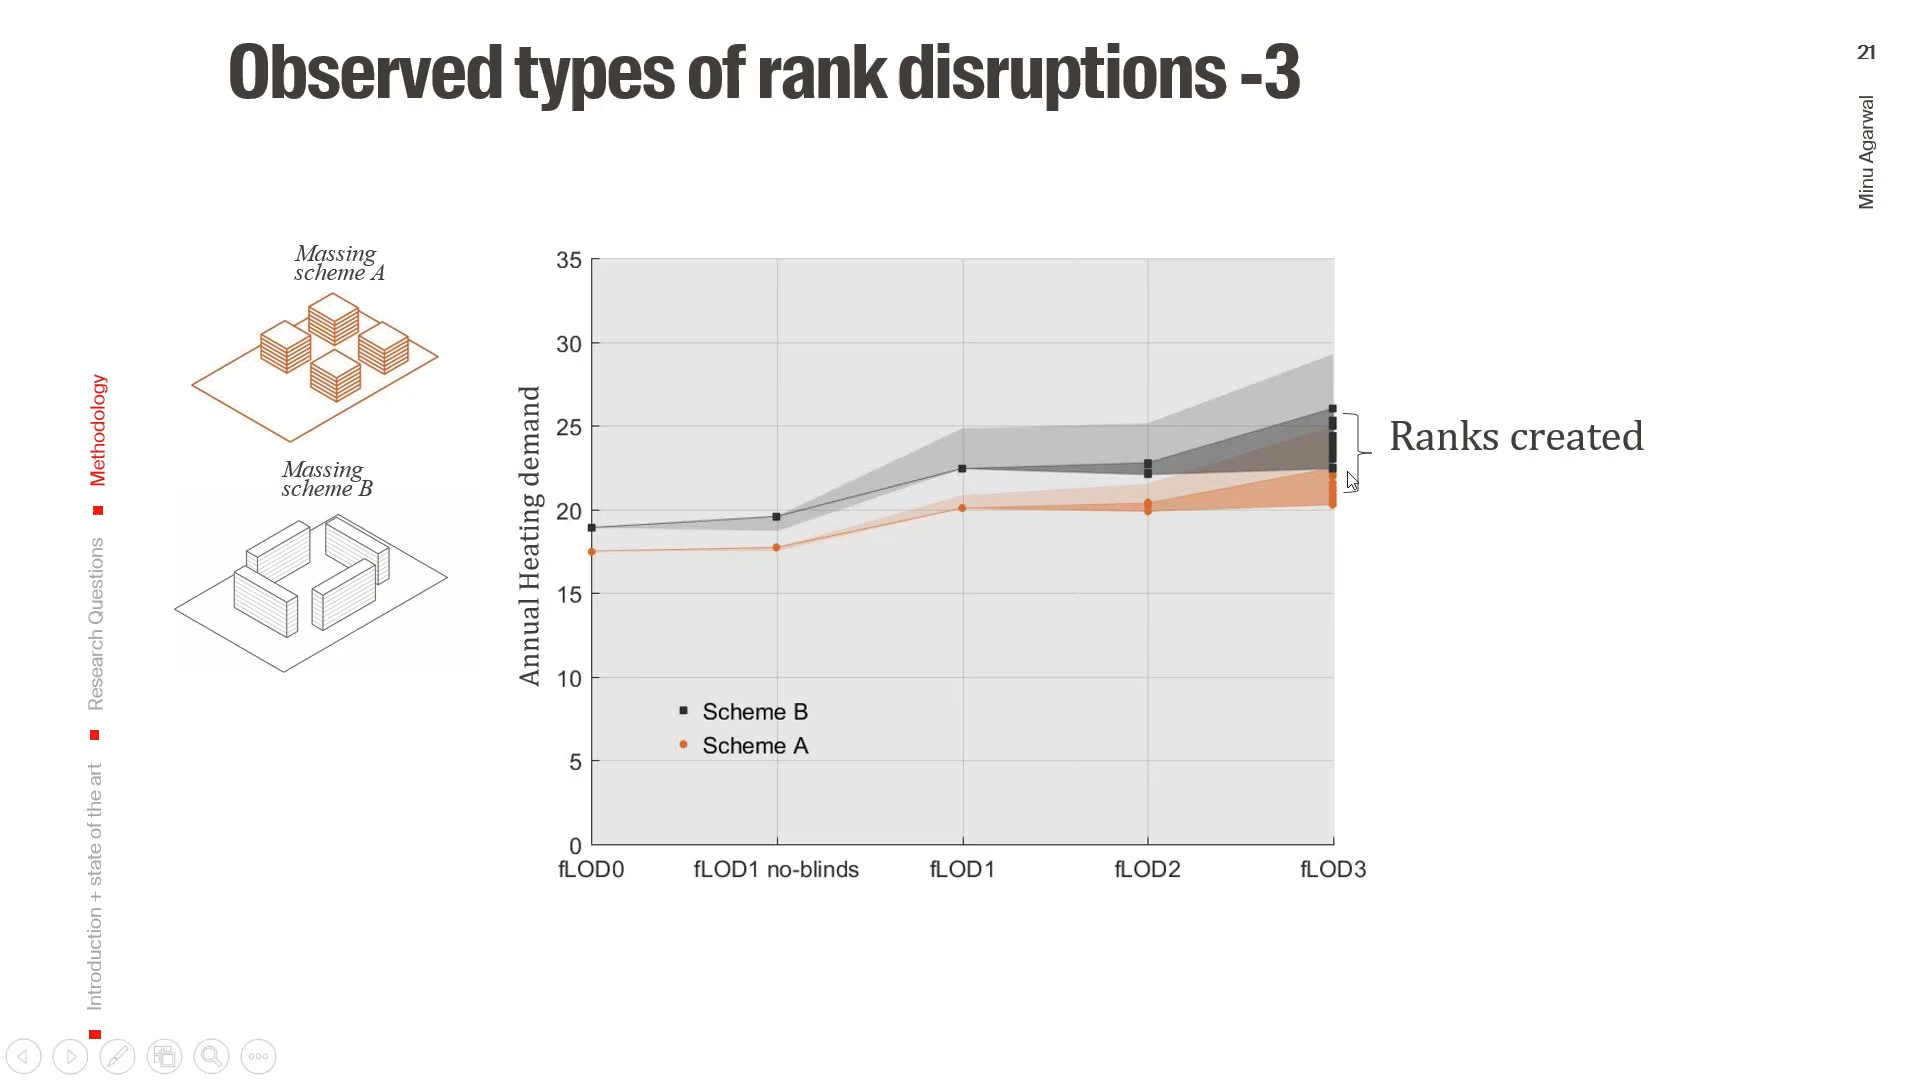 Observed types of rank disruptions -3
21
Minu Agarwal
Introduction + state of the art
Research Questions
Methodology
Massing
scheme A
Massing
scheme B
Annual Heating demand
35
30
25
20
15
10
5
0
Scheme B
Scheme A
fLOD0
fLOD1 no-blinds
fLOD1
fLOD2
fLOD3
Ranks created